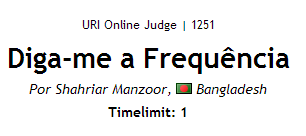 URI Online Judge | 1251
Diga-me a Frequência
Por Shahriar Manzoor, Bangladesh
Timelimit: 1